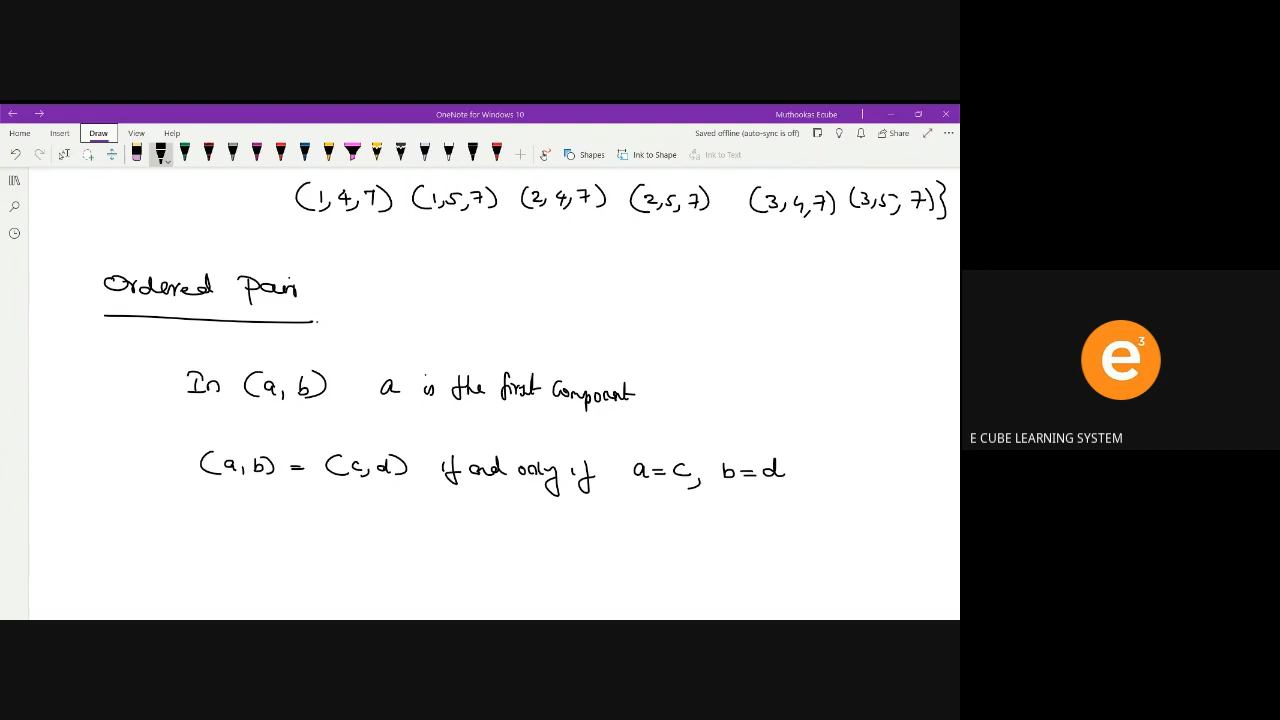 OneNote for Windows 10
Muthookas Ecube
Home Insert Draw View Help
Saved offline (auto-sync is off)
Share
Shapes
Ink to Shape
Ink to Text
(1,4,7) (1,5,7) (2,4,7) (2,5,7) (3,4,7) (3,5,7)}
Ordered Pair
In (a, b) a is the first component
(a, b) = (c, d) if and only if a = c, b = d
e3
E CUBE LEARNING SYSTEM